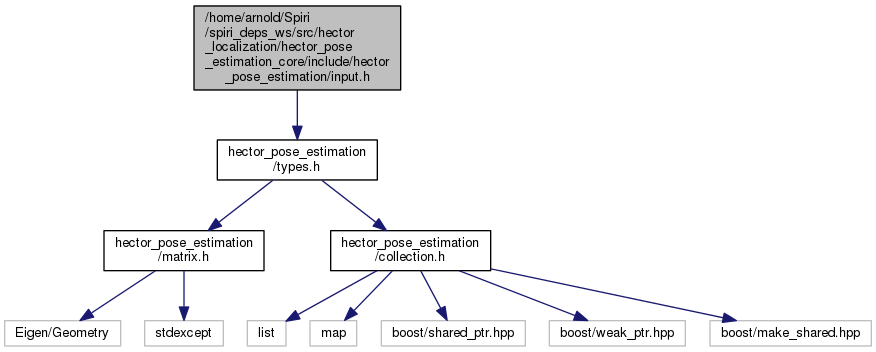 /home/arnold/Spiri
/spiri_deps_ws/src/hector
_localization/hector_pose
_estimation_core/include/hector
_pose_estimation/input.h
hector_pose_estimation
/types.h
hector_pose_estimation
/matrix.h
hector_pose_estimation
/collection.h
Eigen/Geometry
stdexcept
list
map
boost/shared_ptr.hpp
boost/weak_ptr.hpp
boost/make_shared.hpp